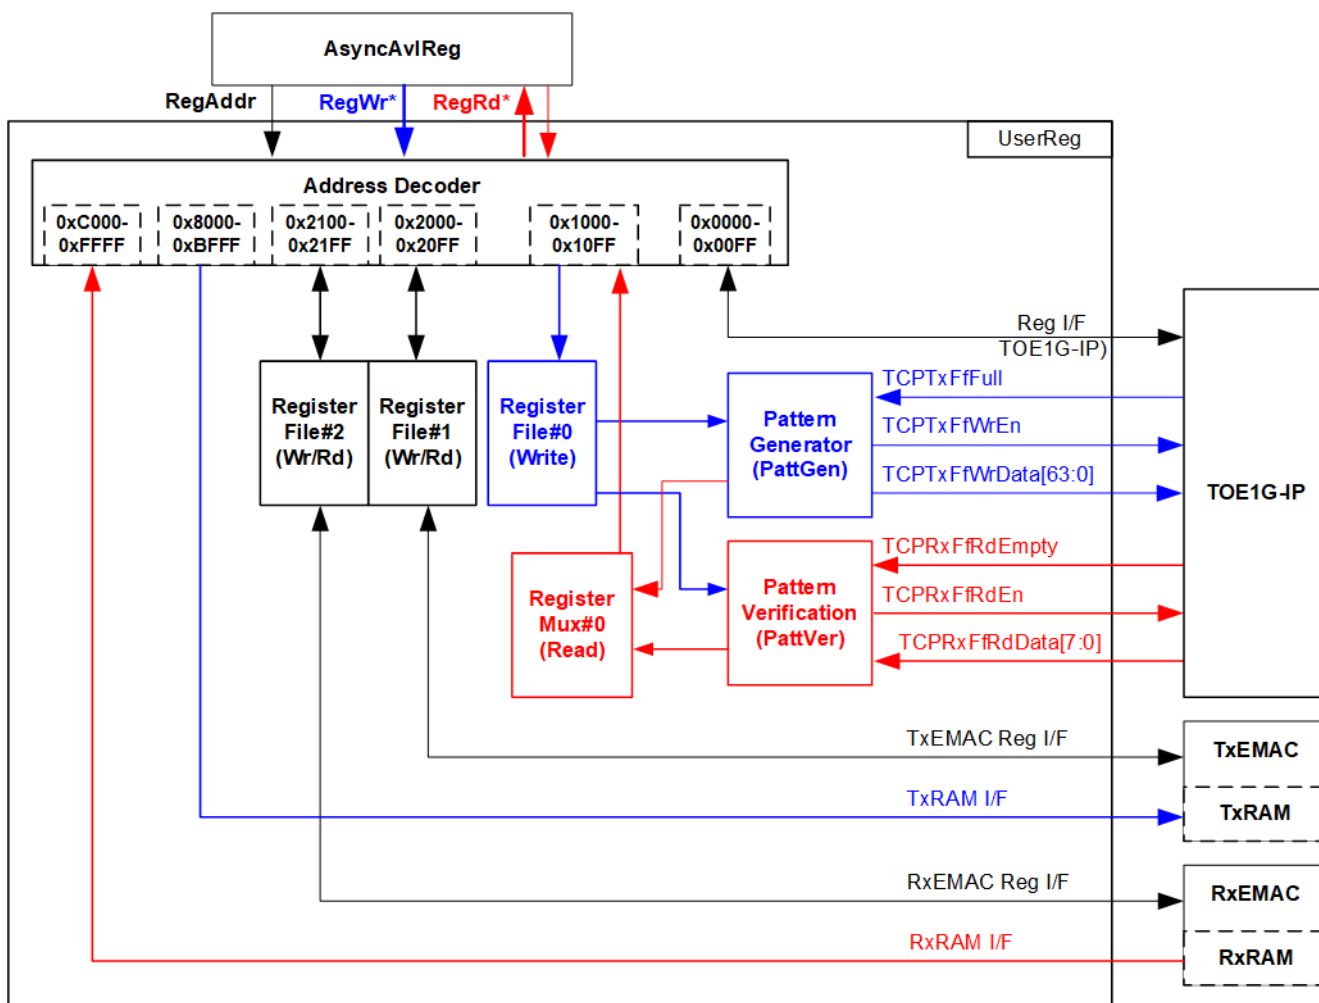 AsyncAvlReg
RegAddr
RegWr*
RegRd*
UserReg
Address Decoder
0xC000-
0xFFFF
0x8000-
0xBFFF
0x2100-
0x21FF
0x2000-
0x20FF
0x1000-
0x10FF
0x0000-
0x00FF
Reg I/F
TOE1G-IP)
Register
File#2
(Wr/Rd)
Register
File#1
(Wr/Rd)
Register
File#0
(Write)
Pattern
Generator
(PattGen)
TCPTxFfFull
TCPTxFfWrEn
TCPTxFfWrData[63:0]
TOE1G-IP
Register
Mux#0
(Read)
Pattern
Verification
(PattVer)
TCPRxFfRdEmpty
TCPRxFfRdEn
TCPRxFfRdData[7:0]
TxEMAC Reg I/F
TxEMAC
TxRAM I/F
TxRAM
RxEMAC Reg I/F
RxEMAC
RxRAM I/F
RxRAM